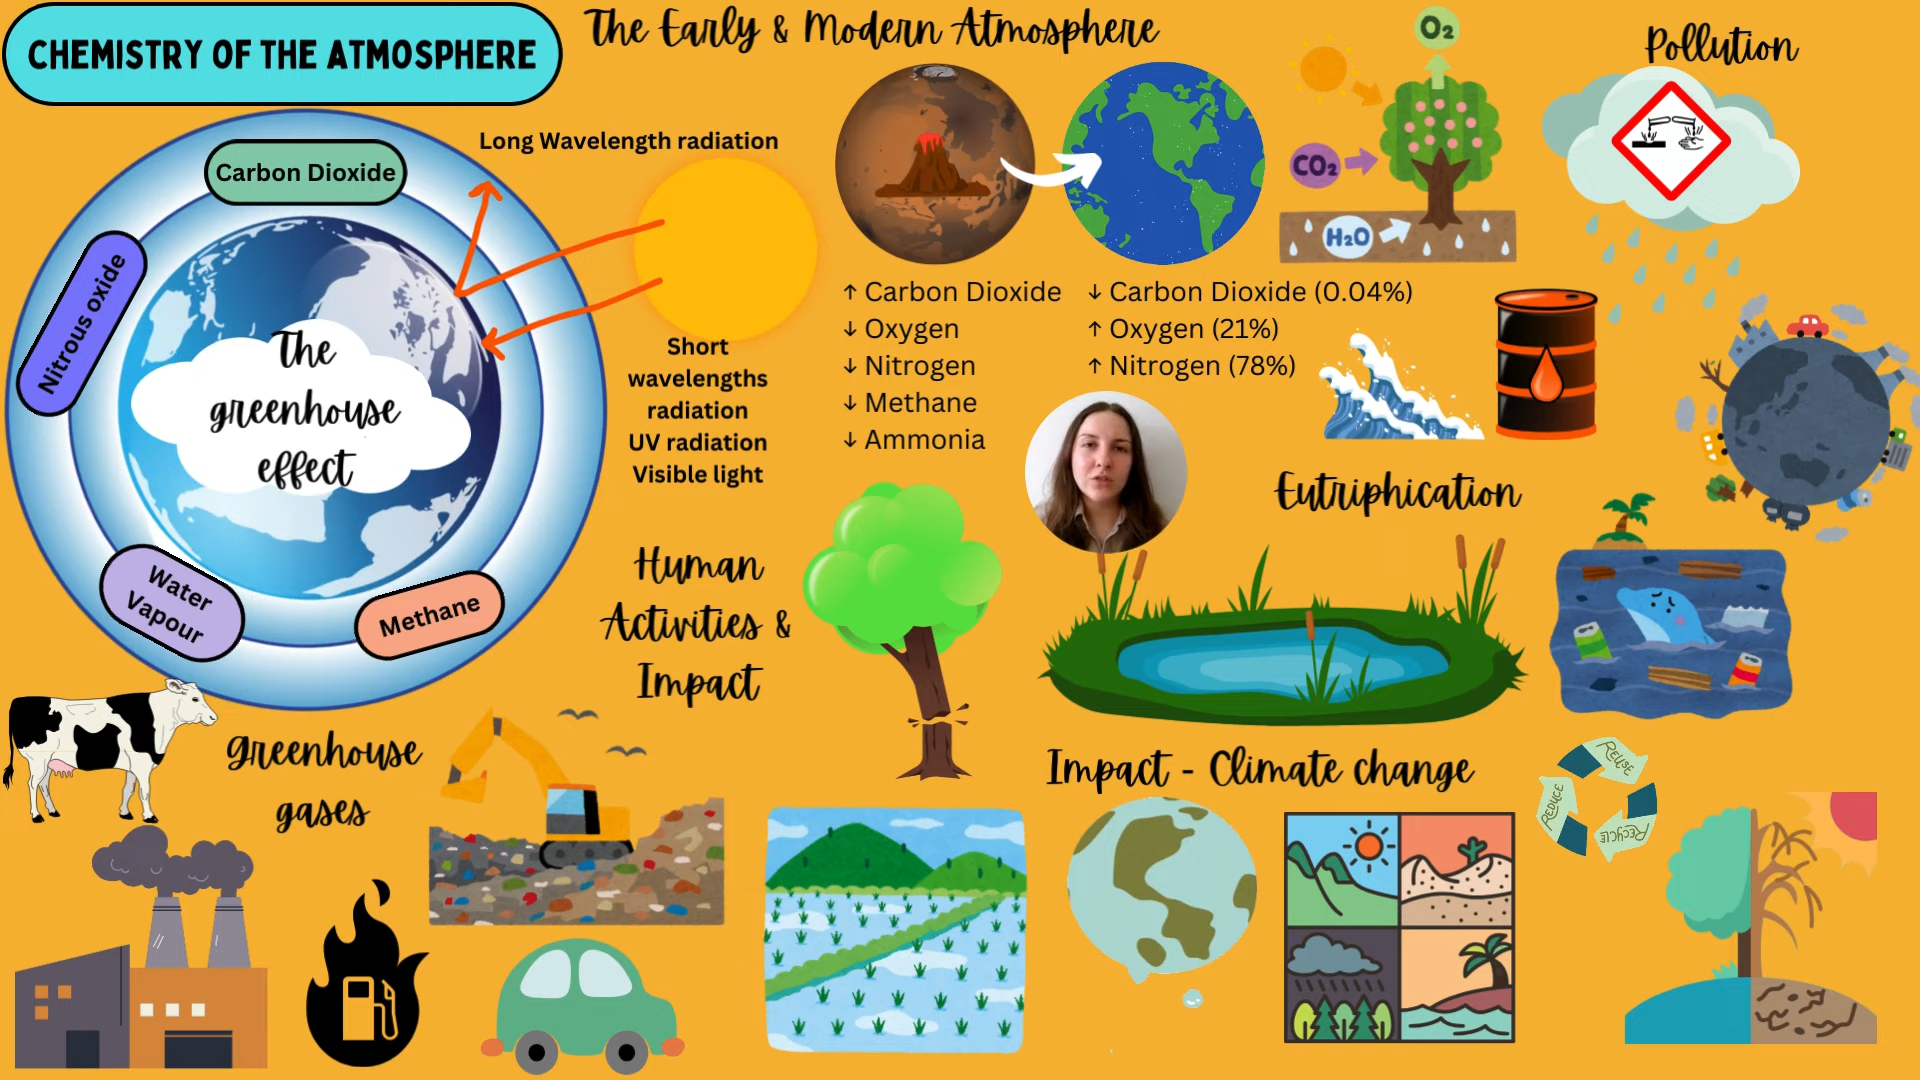 CHEMISTRY OF THE ATMOSPHERE
The Early & Modern Atmosphere
Pollution
O₂
CO₂
H₂O
Long Wavelength radiation
Carbon Dioxide
Nitrous oxide
The
greenhouse
effect
Water
Vapour
Methane
Short
wavelengths
radiation
UV radiation
Visible light
↑ Carbon Dioxide
↓ Oxygen
↓ Nitrogen
↓ Methane
↓ Ammonia
↓ Carbon Dioxide (0.04%)
↑ Oxygen (21%)
↑ Nitrogen (78%)
Eutriphication
Human
Activities &
Impact
Greenhouse
gases
Impact - Climate change
REUSE
REDUCE
RECYCLE